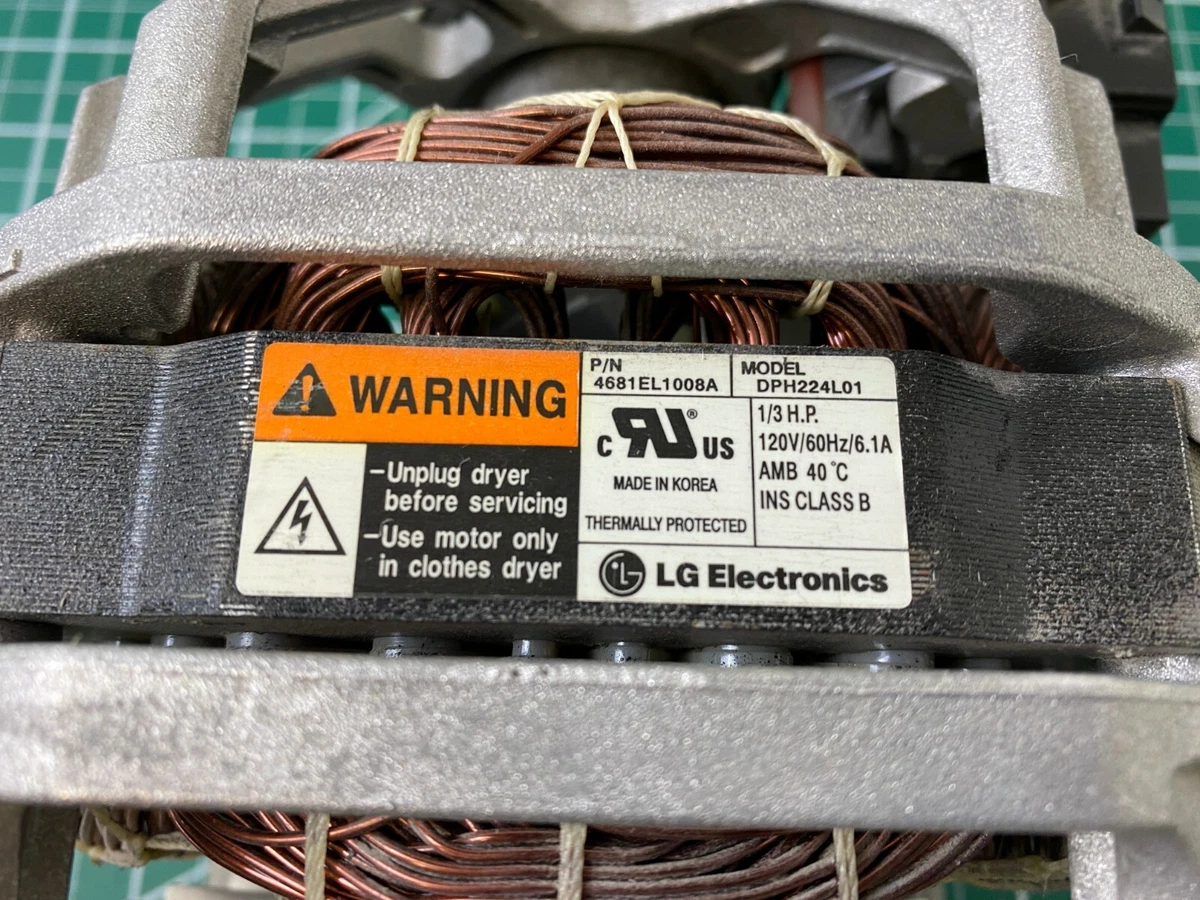 WARNING
-Unplug dryer
before servicing
-Use motor only
in clothes dryer
P/N
4681EL1008A
MODEL
DPH224L01
C RU® US
MADE IN KOREA
THERMALLY PROTECTED
1/3 H.P.
120V/60Hz/6.1A
AMB 40°C
INS CLASS B
LG Electronics